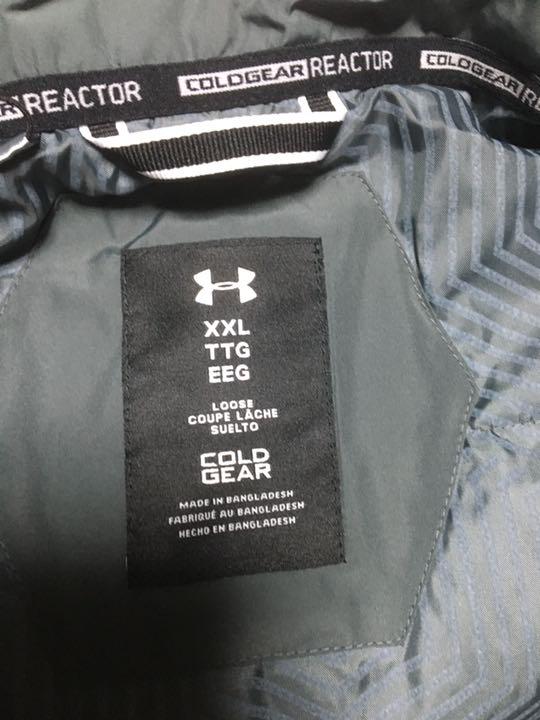 REACTOR COLDGEAR REACTOR COLDGEAR R
XXL
TTG
EEG
LOOSE
COUPE LÂCHE
SUELTO
COLD
GEAR
MADE IN BANGLADESH
FABRIQUÉ AU BANGLADESH
HECHO EN BANGLADESH